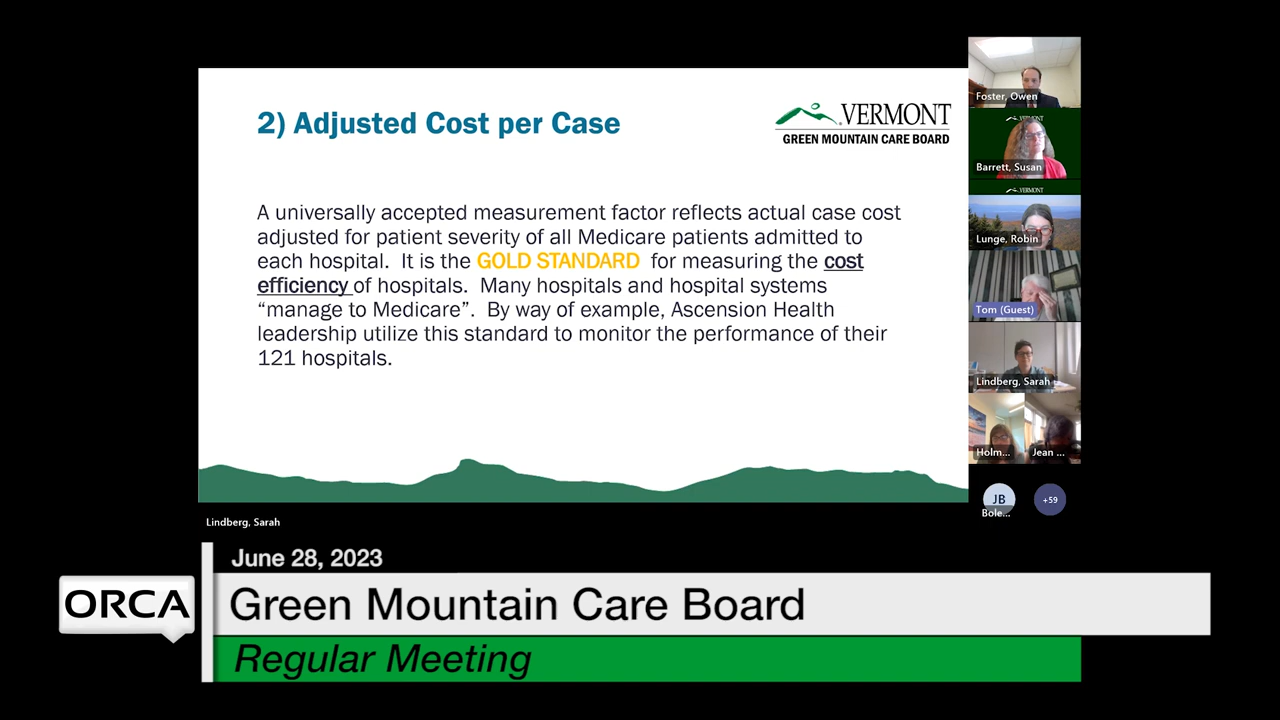 2) Adjusted Cost per Case
VERMONT
GREEN MOUNTAIN CARE BOARD
A universally accepted measurement factor reflects actual case cost
adjusted for patient severity of all Medicare patients admitted to
each hospital. It is the GOLD STANDARD for measuring the cost
efficiency of hospitals. Many hospitals and hospital systems
“manage to Medicare”. By way of example, Ascension Health
leadership utilize this standard to monitor the performance of their
121 hospitals.
Foster, Owen
VERMONT
Barrett, Susan
VERMONT
Lunge, Robin
Tom (Guest)
Lindberg, Sarah
Holm... Jean ...
JB +59
Bole...
Lindberg, Sarah
June 28, 2023
ORCA
Green Mountain Care Board
Regular Meeting